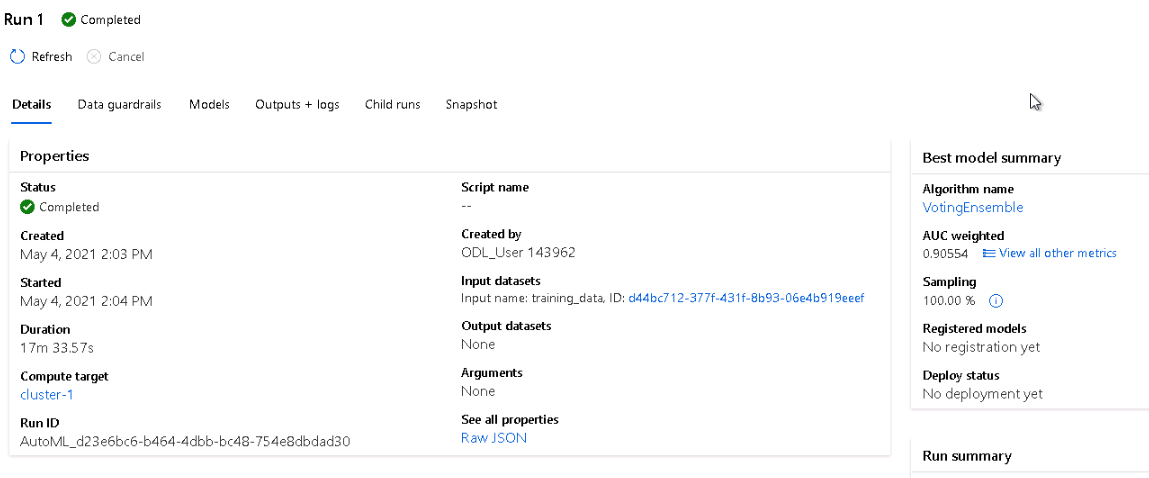 Run 1 Completed
Refresh Cancel
Details Data guardrails Models Outputs + logs Child runs Snapshot
Properties
Status
Completed
Created
May 4, 2021 2:03 PM
Started
May 4, 2021 2:04 PM
Duration
17m 33.57s
Compute target
cluster-1
Run ID
AutoML_d23e6bc6-b464-4dbb-bc48-754e8dbdad30
Script name
--
Created by
ODL_User 143962
Input datasets
Input name: training_data, ID: d44bc712-377f-431f-8b93-06e4b919eeef
Output datasets
None
Arguments
None
See all properties
Raw JSON
Best model summary
Algorithm name
VotingEnsemble
AUC weighted
0.90554 View all other metrics
Sampling
100.00 %
Registered models
No registration yet
Deploy status
No deployment yet
Run summary